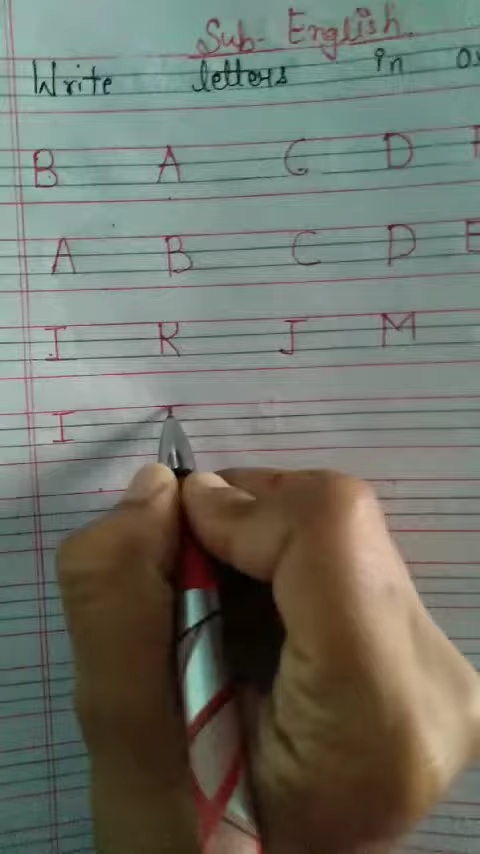 Sub- English.
Write letters in
B A C D
A B C D E
I K J M
I